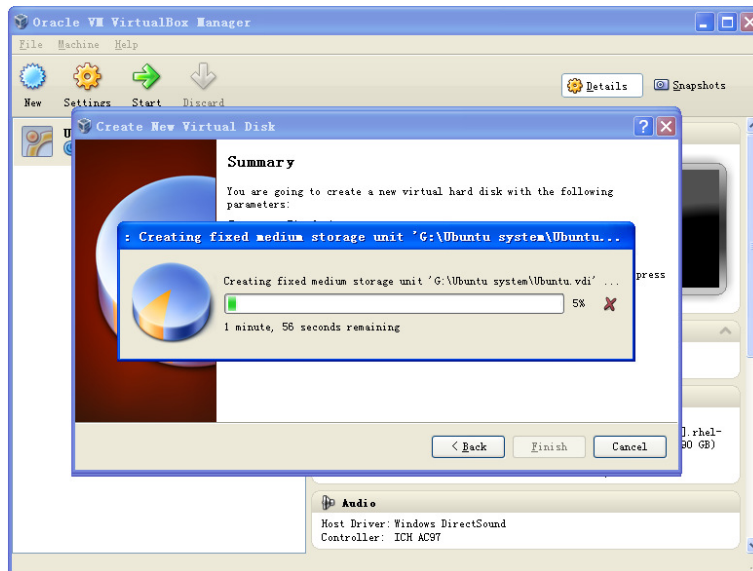 Oracle VM VirtualBox Manager
File Machine Help
New Settings Start Discard
Details Snapshots
Create New Virtual Disk
Summary
You are going to create a new virtual hard disk with the following
parameters:
: Creating fixed medium storage unit 'G:\Ubuntu system\Ubuntu...
Creating fixed medium storage unit 'G:\Ubuntu system\Ubuntu.vdi' ...
5%
1 minute, 56 seconds remaining
press
< Back Finish Cancel
].rhel-
GB)
Audio
Host Driver: Windows DirectSound
Controller: ICH AC97